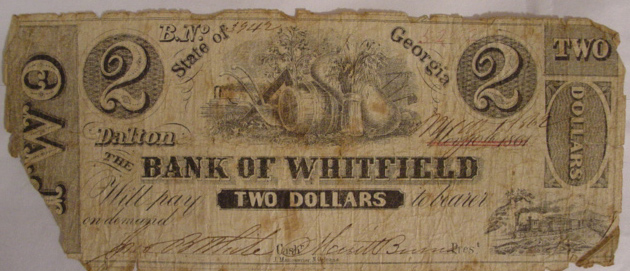 B. No. 1942
State of Georgia
2
2
TWO
TWO
DOLLARS
Dalton
THE
BANK OF WHITFIELD
Will pay TWO DOLLARS to bearer
on demand
Cash. Pres.